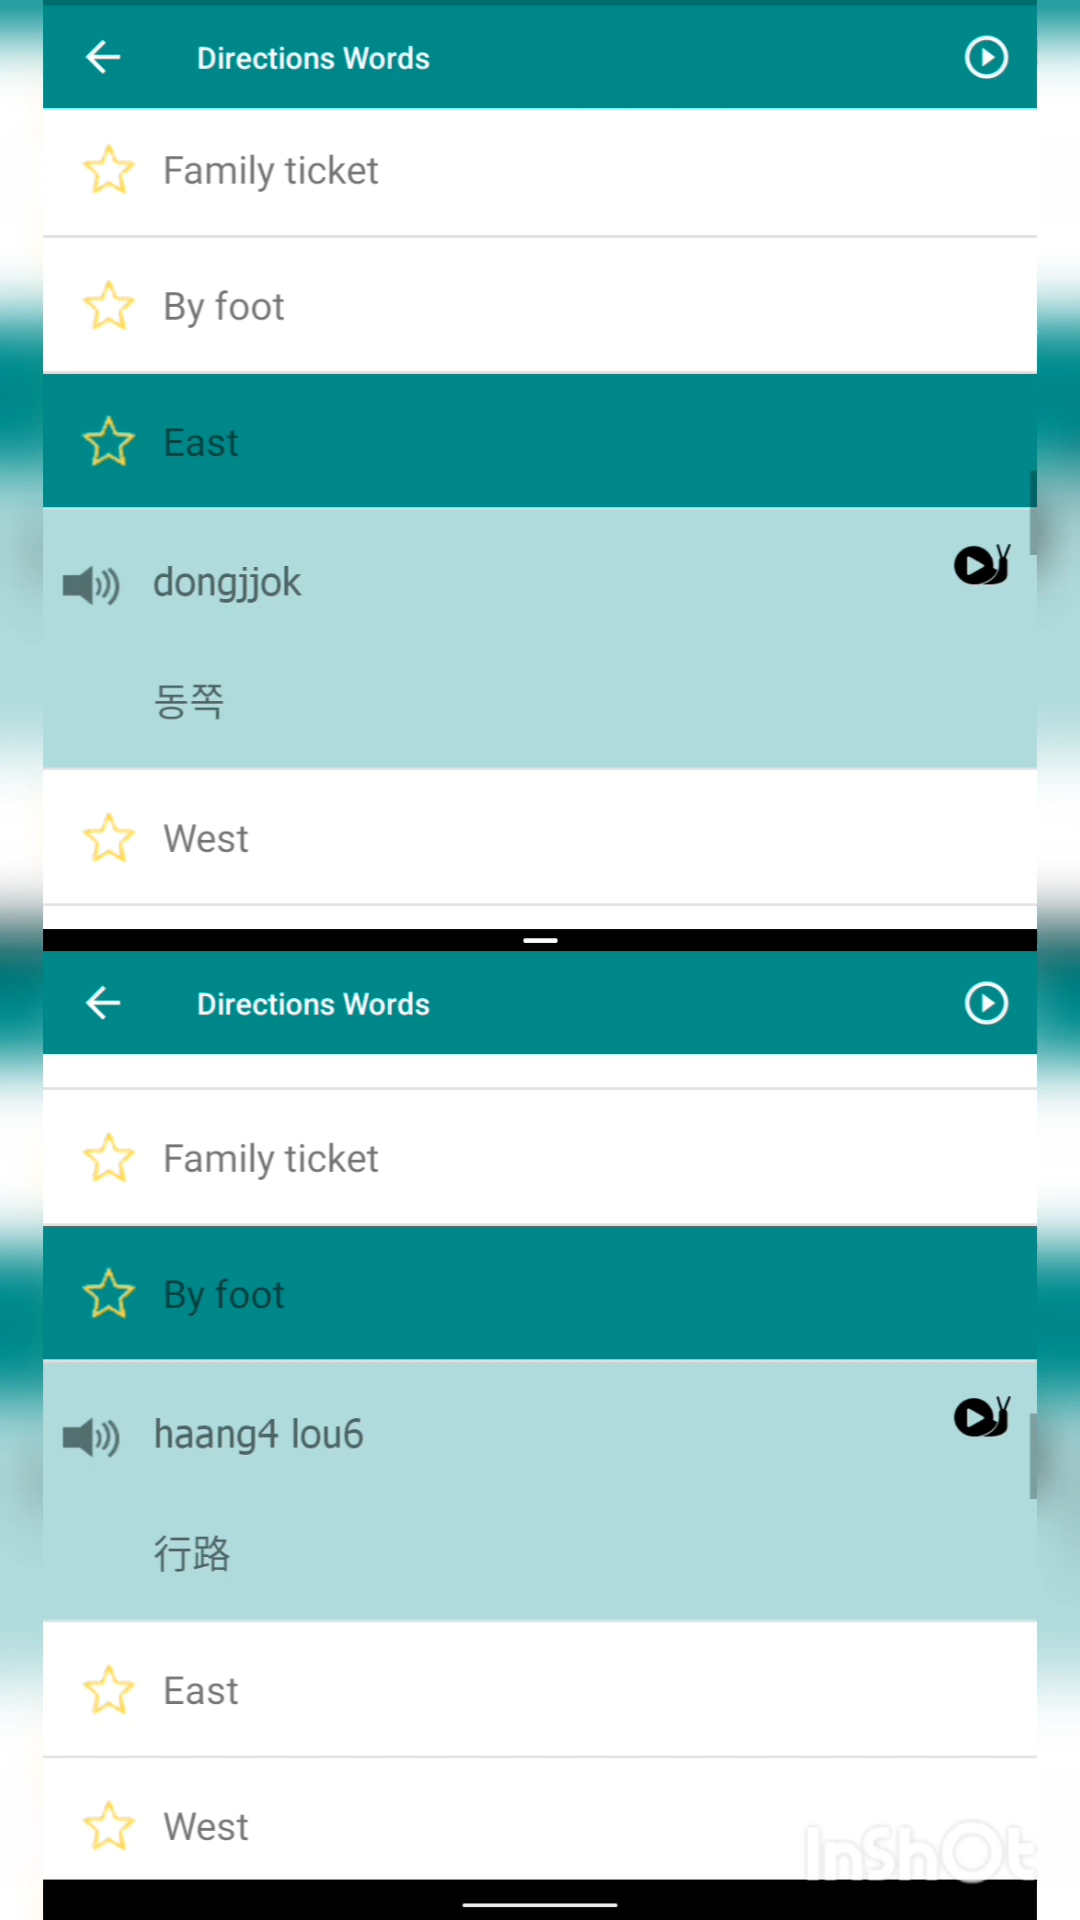 Directions Words
Family ticket
By foot
East
dongjjok
동쪽
West
Directions Words
Family ticket
By foot
haang4 lou6
行路
East
West
InShOt